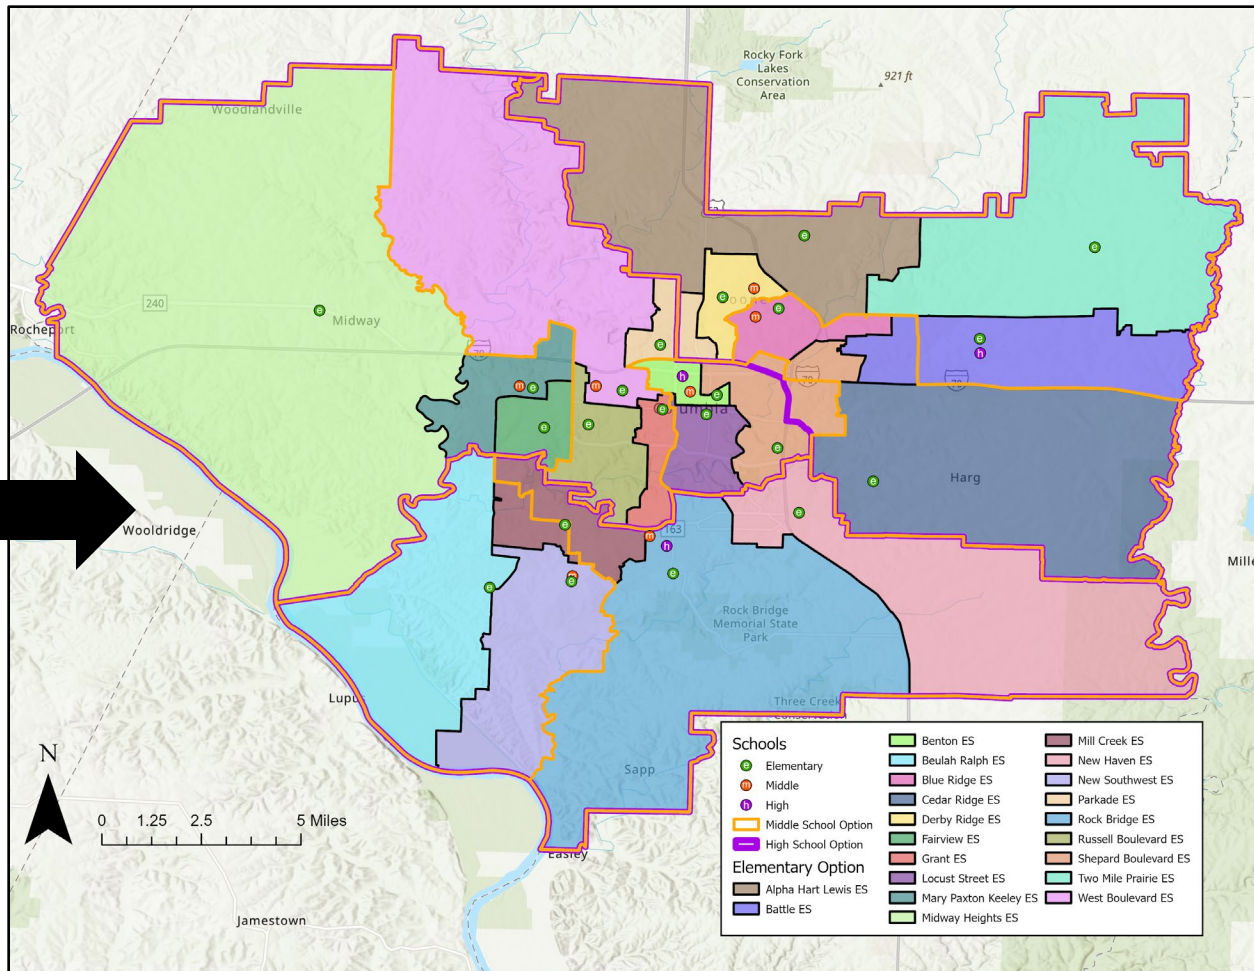 Rocky Fork
Lakes
Conservation
Area
921 ft
Woodlandville
240
Midway
Rocheport
70
70
70
Harg
Wooldridge
163
Rock Bridge
Memorial State
Park
Lupus
Three Creek
Sapp
Easley
Jamestown
N
0 1.25 2.5 5 Miles
Schools
e Elementary
m Middle
h High
Middle School Option
High School Option
Elementary Option
Alpha Hart Lewis ES
Battle ES
Benton ES
Beulah Ralph ES
Blue Ridge ES
Cedar Ridge ES
Derby Ridge ES
Fairview ES
Grant ES
Locust Street ES
Mary Paxton Keeley ES
Midway Heights ES
Mill Creek ES
New Haven ES
New Southwest ES
Parkade ES
Rock Bridge ES
Russell Boulevard ES
Shepard Boulevard ES
Two Mile Prairie ES
West Boulevard ES